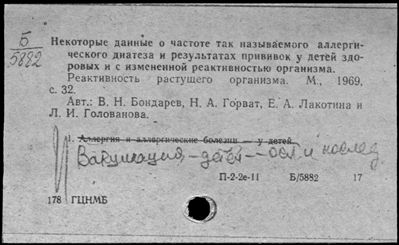 Б
5882
Некоторые данные о частоте так называемого аллерги-
ческого диатеза и результатах прививок у детей здо-
ровых и с измененной реактивностью организма.
Реактивность растущего организма. М., 1969,
с. 32.
Авт.: В. Н. Бондарев, Н. А. Горват, Е. А. Лакотина и
Л. И. Голованова.
1. Аллергия и аллергические болезни — у детей.
Вакцинация - детей - осл. и
П-2-2е-11 Б/5882 17
178 ГЦНМБ